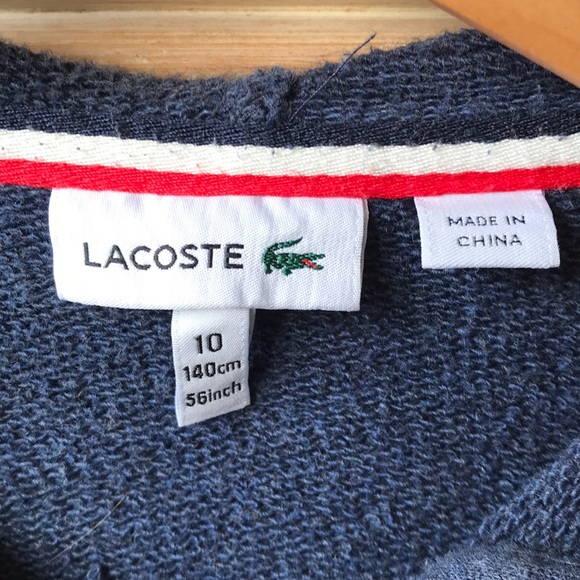 LACOSTE
10
140cm
56inch
MADE IN
CHINA